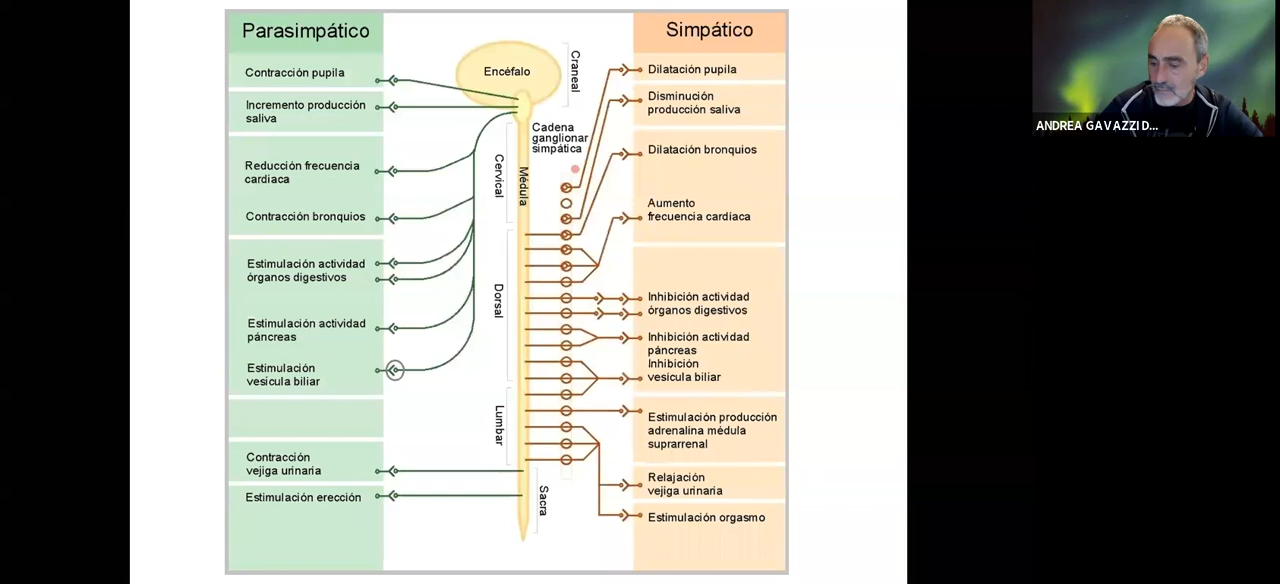 Parasimpático
Contracción pupila
Incremento producción
saliva
Reducción frecuencia
cardiaca
Contracción bronquios
Estimulación actividad
órganos digestivos
Estimulación actividad
páncreas
Estimulación
vesícula biliar
Contracción
vejiga urinaria
Estimulación erección
Encéfalo
Craneal
Cadena
ganglionar
simpática
Cervical
Médula
Dorsal
Lumbar
Sacra
Simpático
Dilatación pupila
Disminución
producción saliva
Dilatación bronquios
Aumento
frecuencia cardíaca
Inhibición actividad
órganos digestivos
Inhibición actividad
páncreas
Inhibición
vesícula biliar
Estimulación producción
adrenalina médula
suprarrenal
Relajación
vejiga urinaria
Estimulación orgasmo
ANDREA GAVAZZI D...